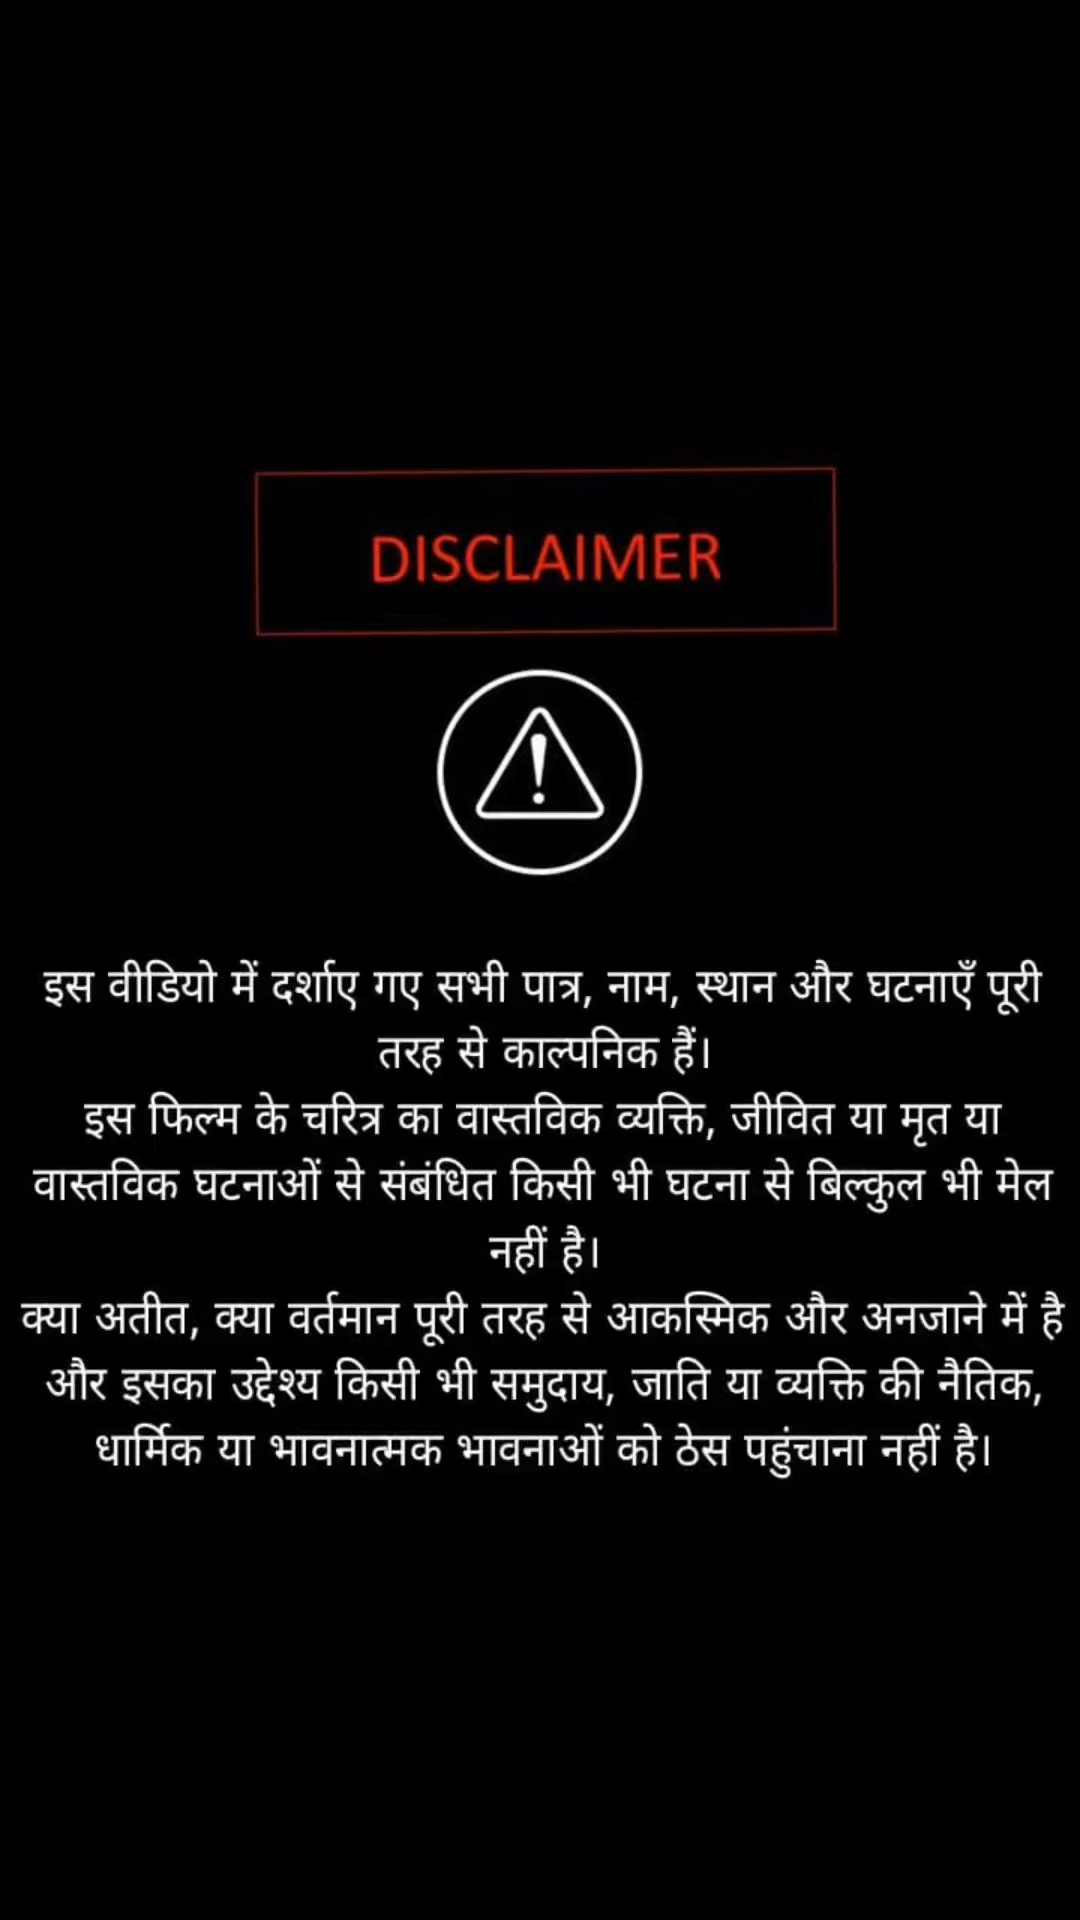 DISCLAIMER
इस वीडियो में दर्शाए गए सभी पात्र, नाम, स्थान और घटनाएँ पूरी
तरह से काल्पनिक हैं।
इस फिल्म के चरित्र का वास्तविक व्यक्ति, जीवित या मृत या
वास्तविक घटनाओं से संबंधित किसी भी घटना से बिल्कुल भी मेल
नहीं है।
क्या अतीत, क्या वर्तमान पूरी तरह से आकस्मिक और अनजाने में है
और इसका उद्देश्य किसी भी समुदाय, जाति या व्यक्ति की नैतिक,
धार्मिक या भावनात्मक भावनाओं को ठेस पहुंचाना नहीं है।